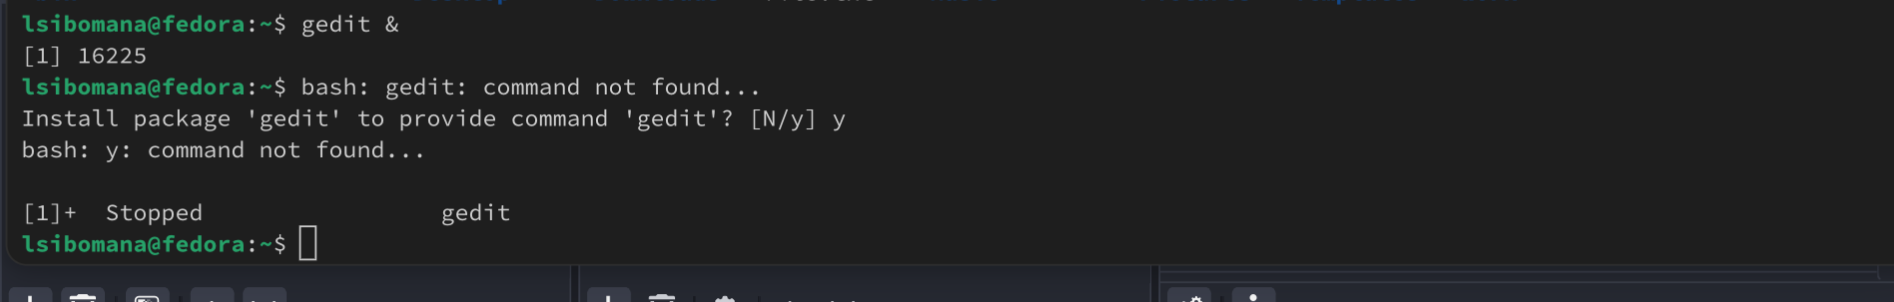 lsibomana@fedora:~$ gedit &
[1] 16225
lsibomana@fedora:~$ bash: gedit: command not found...
Install package 'gedit' to provide command 'gedit'? [N/y] y
bash: y: command not found...
[1]+  Stopped                 gedit
lsibomana@fedora:~$